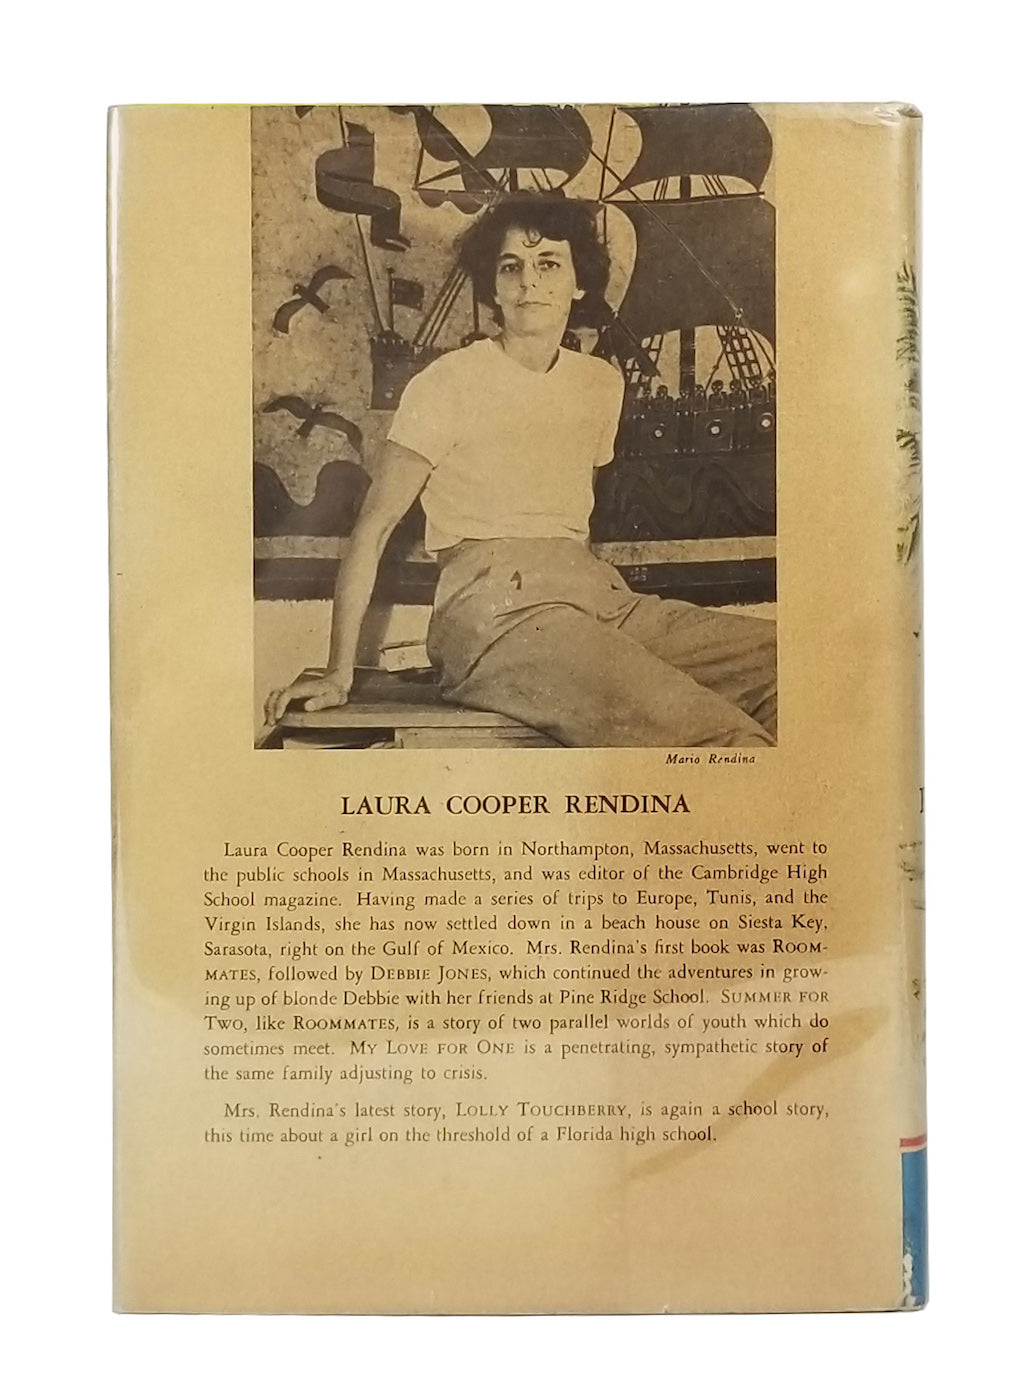 Mario Rendina
LAURA COOPER RENDINA
Laura Cooper Rendina was born in Northampton, Massachusetts, went to
the public schools in Massachusetts, and was editor of the Cambridge High
School magazine. Having made a series of trips to Europe, Tunis, and the
Virgin Islands, she has now settled down in a beach house on Siesta Key,
Sarasota, right on the Gulf of Mexico. Mrs. Rendina's first book was ROOM-
MATES, followed by DEBBIE JONES, which continued the adventures in grow-
ing up of blonde Debbie with her friends at Pine Ridge School. SUMMER FOR
TWO, like ROOMMATES, is a story of two parallel worlds of youth which do
sometimes meet. MY LOVE FOR ONE is a penetrating, sympathetic story of
the same family adjusting to crisis.
Mrs. Rendina's latest story, LOLLY TOUCHBERRY, is again a school story,
this time about a girl on the threshold of a Florida high school.